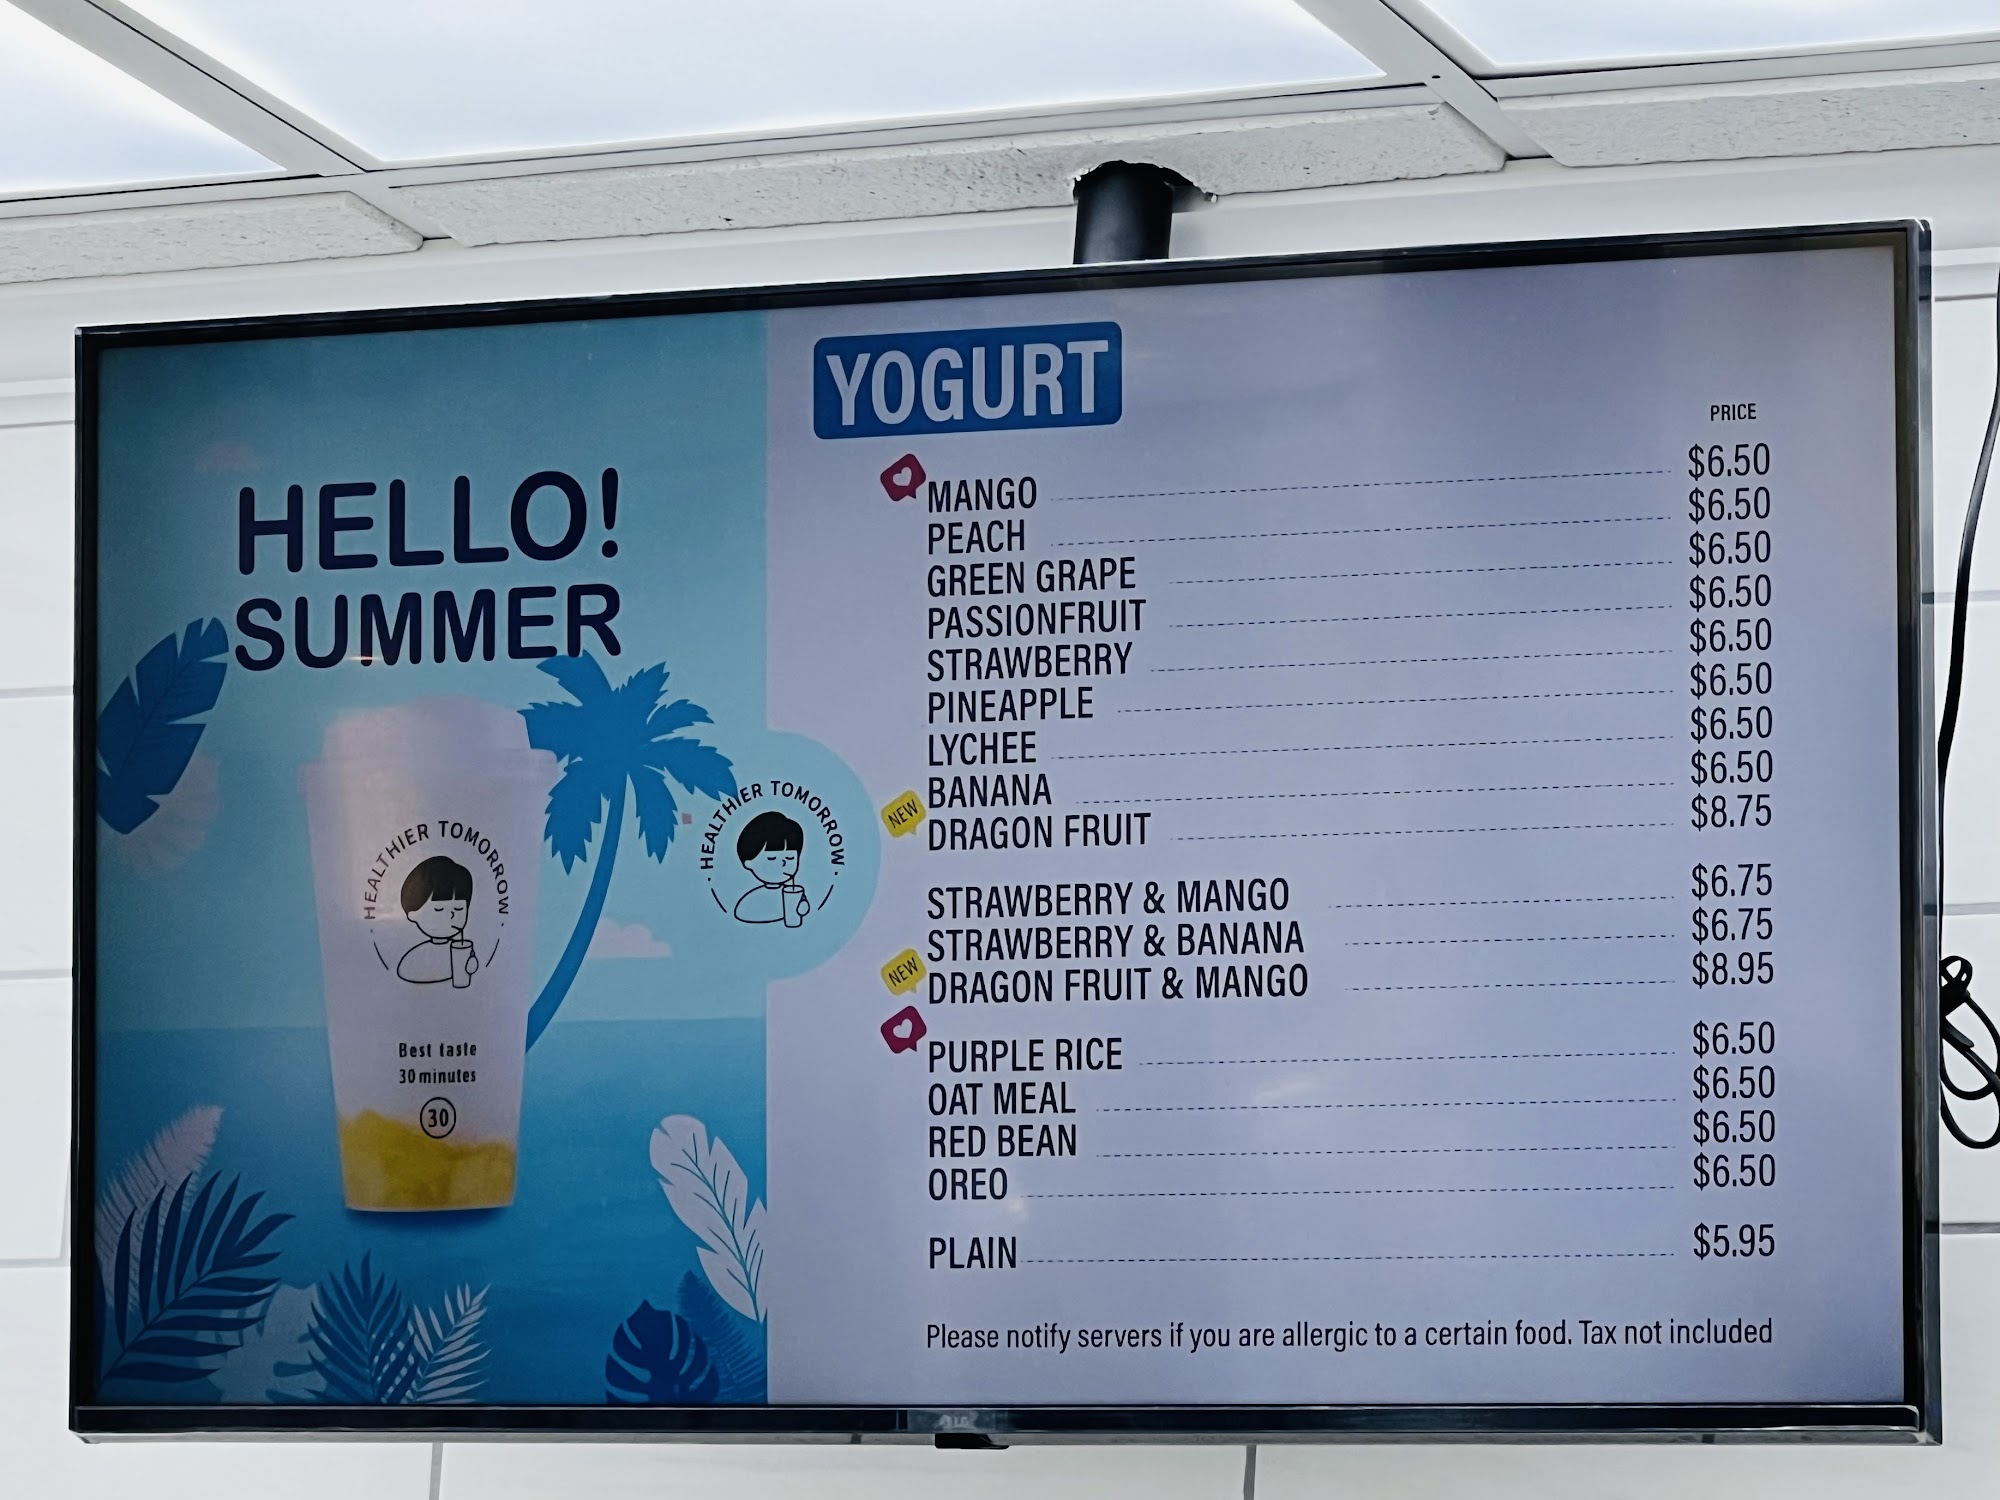 HELLO!
SUMMER
HEALTHIER TOMORROW
Best taste
30 minutes
30
· HEALTHIER TOMORROW ·
YOGURT
PRICE
MANGO $6.50
PEACH $6.50
GREEN GRAPE $6.50
PASSIONFRUIT $6.50
STRAWBERRY $6.50
PINEAPPLE $6.50
LYCHEE $6.50
BANANA $6.50
NEW DRAGON FRUIT $8.75
STRAWBERRY & MANGO $6.75
STRAWBERRY & BANANA $6.75
NEW DRAGON FRUIT & MANGO $8.95
PURPLE RICE $6.50
OAT MEAL $6.50
RED BEAN $6.50
OREO $6.50
PLAIN $5.95
Please notify servers if you are allergic to a certain food. Tax not included
LG